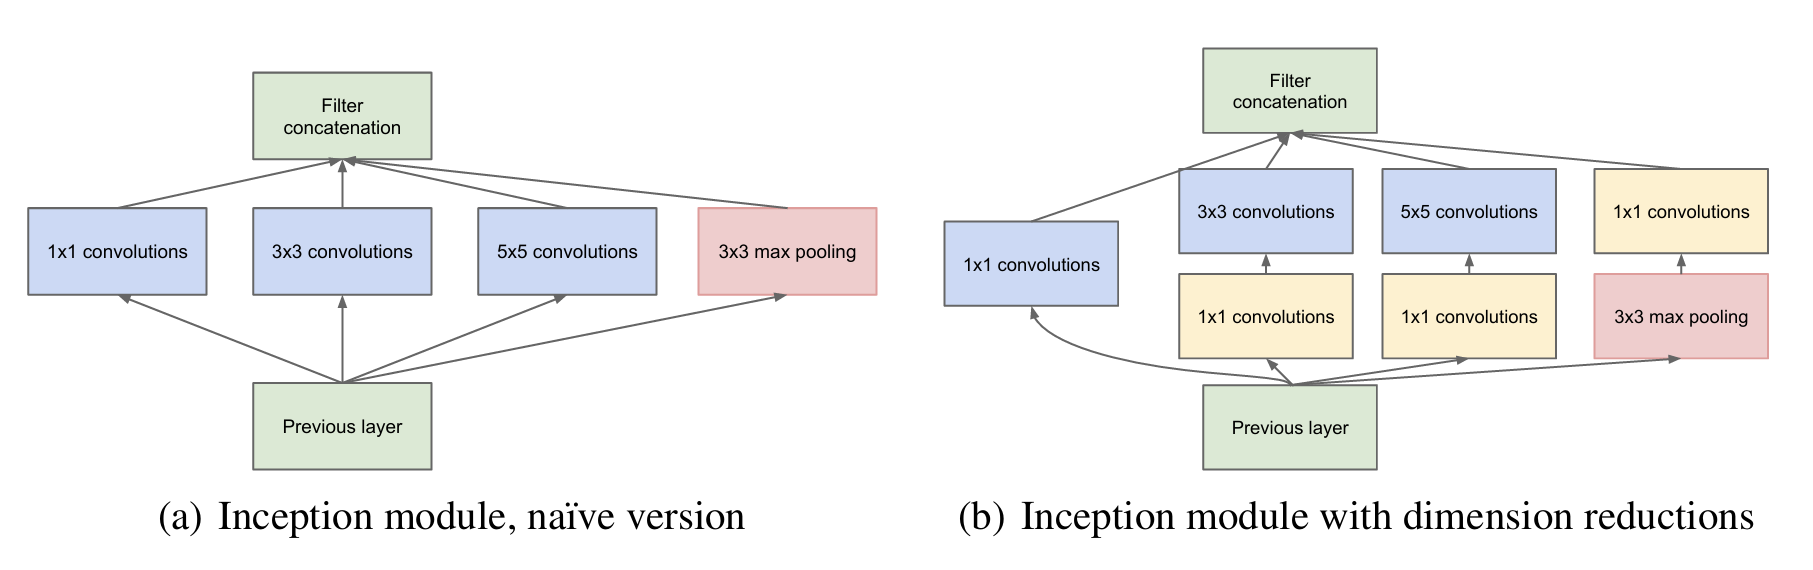 Filter
concatenation
1x1 convolutions
3x3 convolutions
5x5 convolutions
3x3 max pooling
Previous layer
(a) Inception module, naïve version
Filter
concatenation
3x3 convolutions
5x5 convolutions
1x1 convolutions
1x1 convolutions
1x1 convolutions
1x1 convolutions
3x3 max pooling
Previous layer
(b) Inception module with dimension reductions